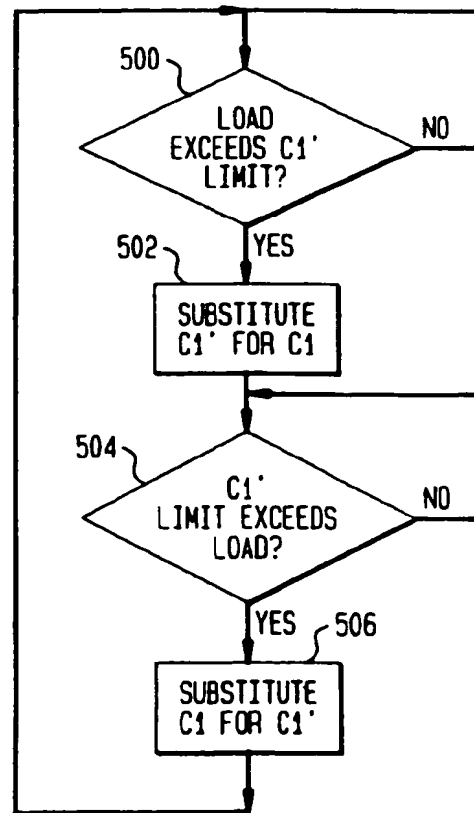 500
LOAD
EXCEEDS C1'
LIMIT?
NO
YES
502
SUBSTITUTE
C1' FOR C1
504
C1'
LIMIT EXCEEDS
LOAD?
NO
YES
506
SUBSTITUTE
C1 FOR C1'